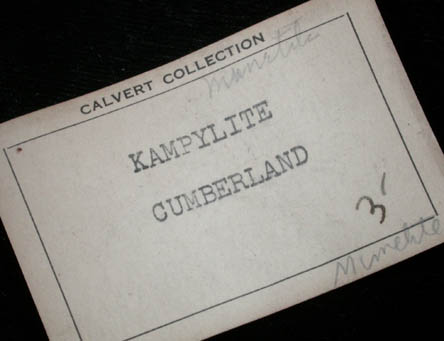 CALVERT COLLECTION
Mimetite
KAMPYLITE
CUMBERLAND
3
Mimetite